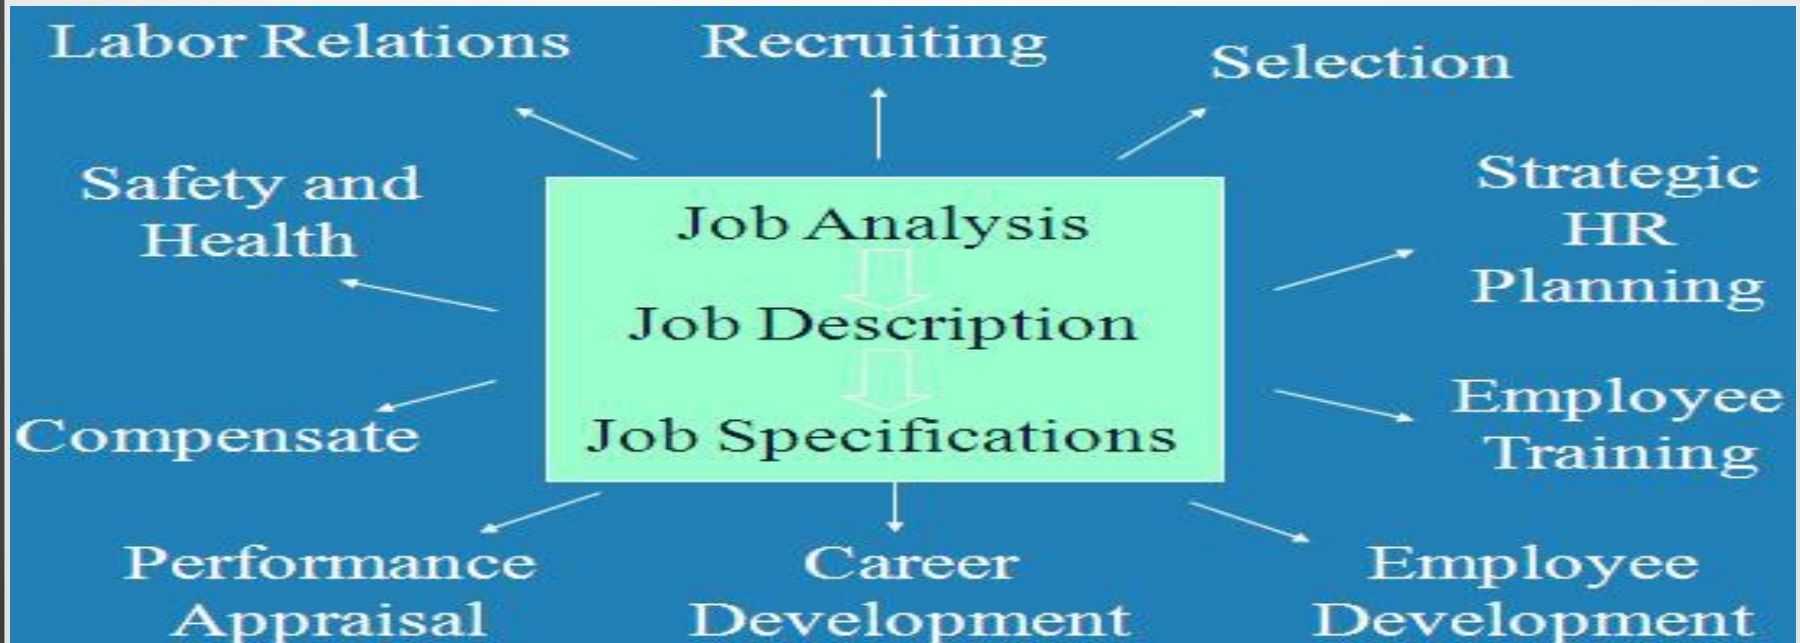 Labor Relations
Recruiting
Selection
Safety and
Health
Strategic
HR
Planning
Job Analysis
Job Description
Job Specifications
Compensate
Employee
Training
Performance
Appraisal
Career
Development
Employee
Development